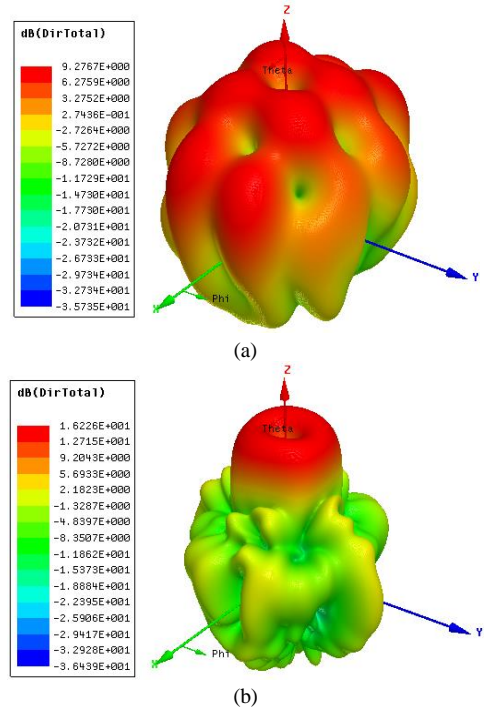 dB(DirTotal)
9.2767E+000
6.2759E+000
3.2752E+000
2.7436E-001
-2.7264E+000
-5.7272E+000
-8.7280E+000
-1.1729E+001
-1.4730E+001
-1.7730E+001
-2.0731E+001
-2.3732E+001
-2.6733E+001
-2.9734E+001
-3.2734E+001
-3.5735E+001
Z
Theta
Y
X
Phi
(a)
dB(DirTotal)
1.6226E+001
1.2715E+001
9.2043E+000
5.6933E+000
2.1823E+000
-1.3287E+000
-4.8397E+000
-8.3507E+000
-1.1862E+001
-1.5373E+001
-1.8884E+001
-2.2395E+001
-2.5906E+001
-2.9417E+001
-3.2928E+001
-3.6439E+001
Z
Theta
Y
X
Phi
(b)